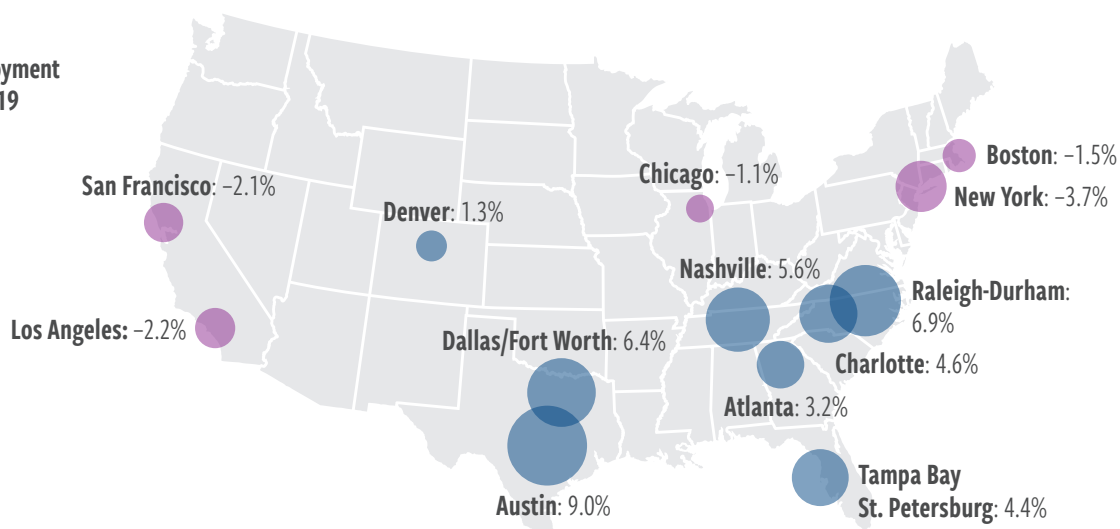 19
Boston: –1.5%
Chicago: –1.1%
San Francisco: –2.1%
New York: –3.7%
Denver: 1.3%
Nashville: 5.6%
Raleigh-Durham:
6.9%
Los Angeles: –2.2%
Dallas/Fort Worth: 6.4%
Charlotte: 4.6%
Atlanta: 3.2%
Tampa Bay
St. Petersburg: 4.4%
Austin: 9.0%